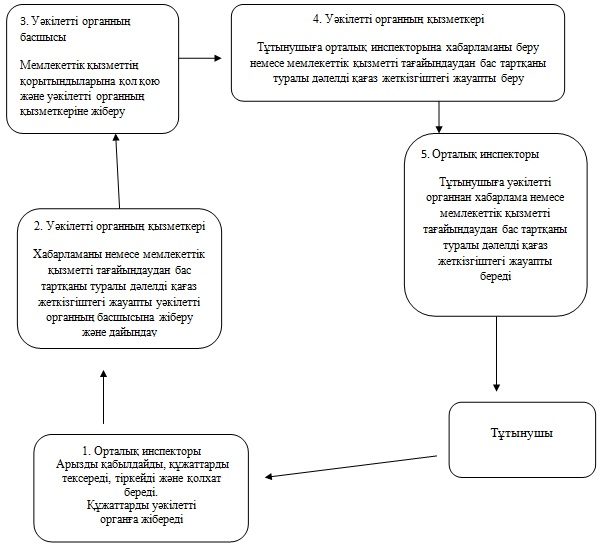 3. Уәкілетті органның
басшысы
Мемлекеттік қызметтің
қорытындыларына қол қою
және уәкілетті органның
қызметкеріне жіберу
4. Уәкілетті органның қызметкері
Тұтынушыға орталық инспекторына хабарламаны беру
немесе мемлекеттік қызметті тағайындаудан бас тартқаны
туралы дәлелді қағаз жеткізгіштегі жауапты беру
5. Орталық инспекторы
Тұтынушыға уәкілетті
органнан хабарлама немесе
мемлекеттік қызметті
тағайындаудан бас тартқаны
туралы дәлелді қағаз
жеткізгіштегі жауапты
береді
2. Уәкілетті органның қызметкері
Хабарламаны немесе мемлекеттік
қызметті тағайындаудан бас
тартқаны туралы дәлелді қағаз
жеткізгіштегі жауапты уәкілетті
органның басшысына жіберу
және дайындау
Тұтынушы
1. Орталық инспекторы
Арызды қабылдайды, құжаттарды
тексереді, тіркейді және қолхат
береді.
Құжаттарды уәкілетті
органға жібереді